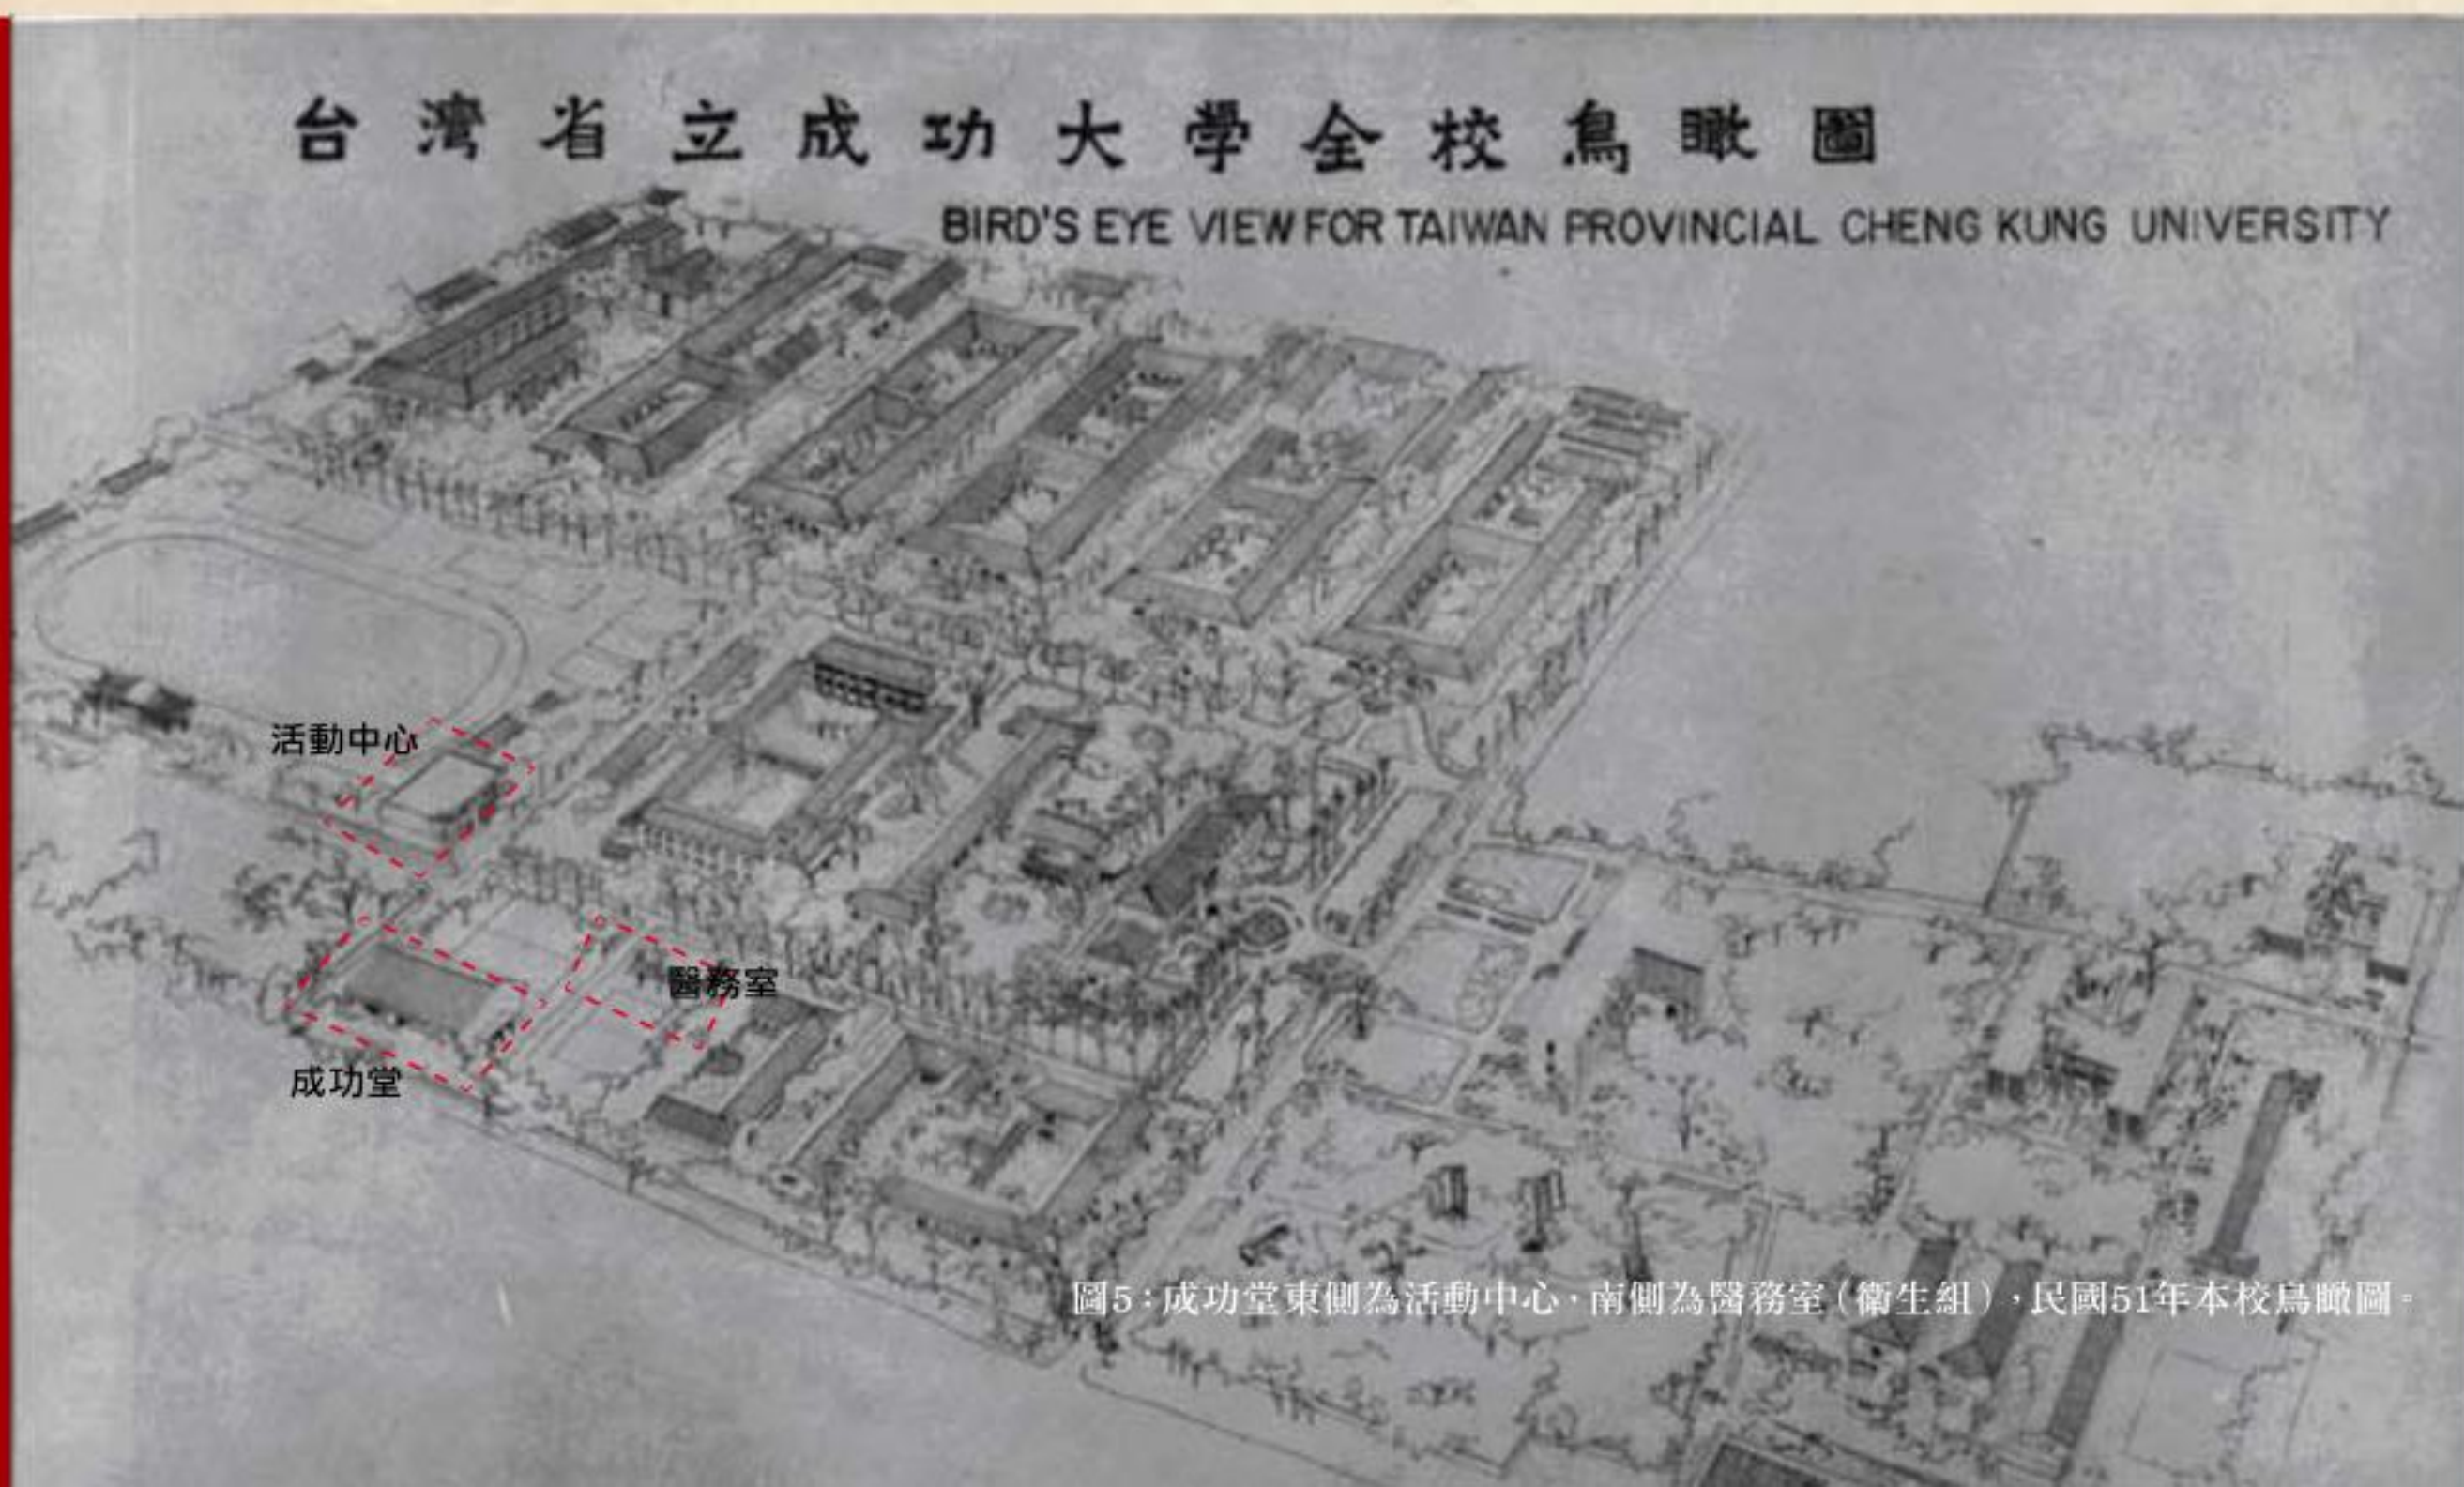 台灣省立成功大學全校鳥瞰圖
BIRD'S EYE VIEW FOR TAIWAN PROVINCIAL CHENG KUNG UNIVERSITY
活動中心
醫務室
成功堂
圖5：成功堂東側為活動中心，南側為醫務室（衛生組），民國51年本校鳥瞰圖。